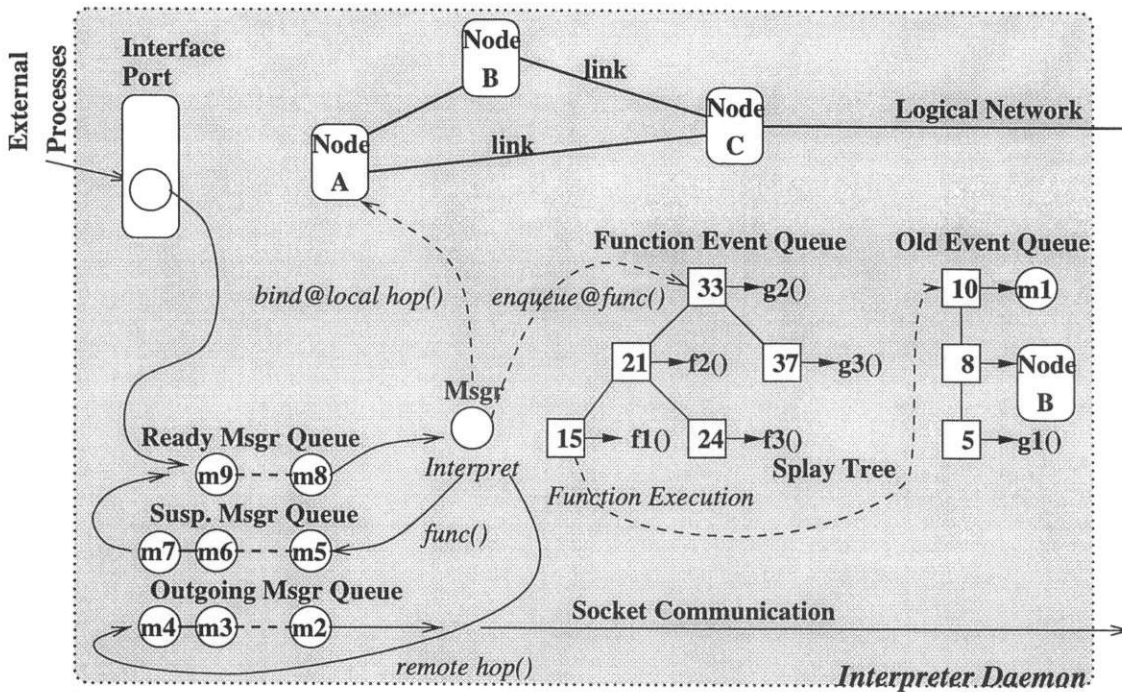 External
Processes
Interface
Port
Node
B
link
Node
A
link
Node
C
Logical Network
Function Event Queue
Old Event Queue
bind@local hop()
enqueue@func()
33
g2()
10
m1
21
f2()
37
g3()
8
Node
B
Msgr
15
f1()
24
f3()
5
g1()
Splay Tree
Ready Msgr Queue
m9
m8
Interpret
Function Execution
Susp. Msgr Queue
func()
m7
m6
m5
Outgoing Msgr Queue
Socket Communication
m4
m3
m2
remote hop()
Interpreter Daemon